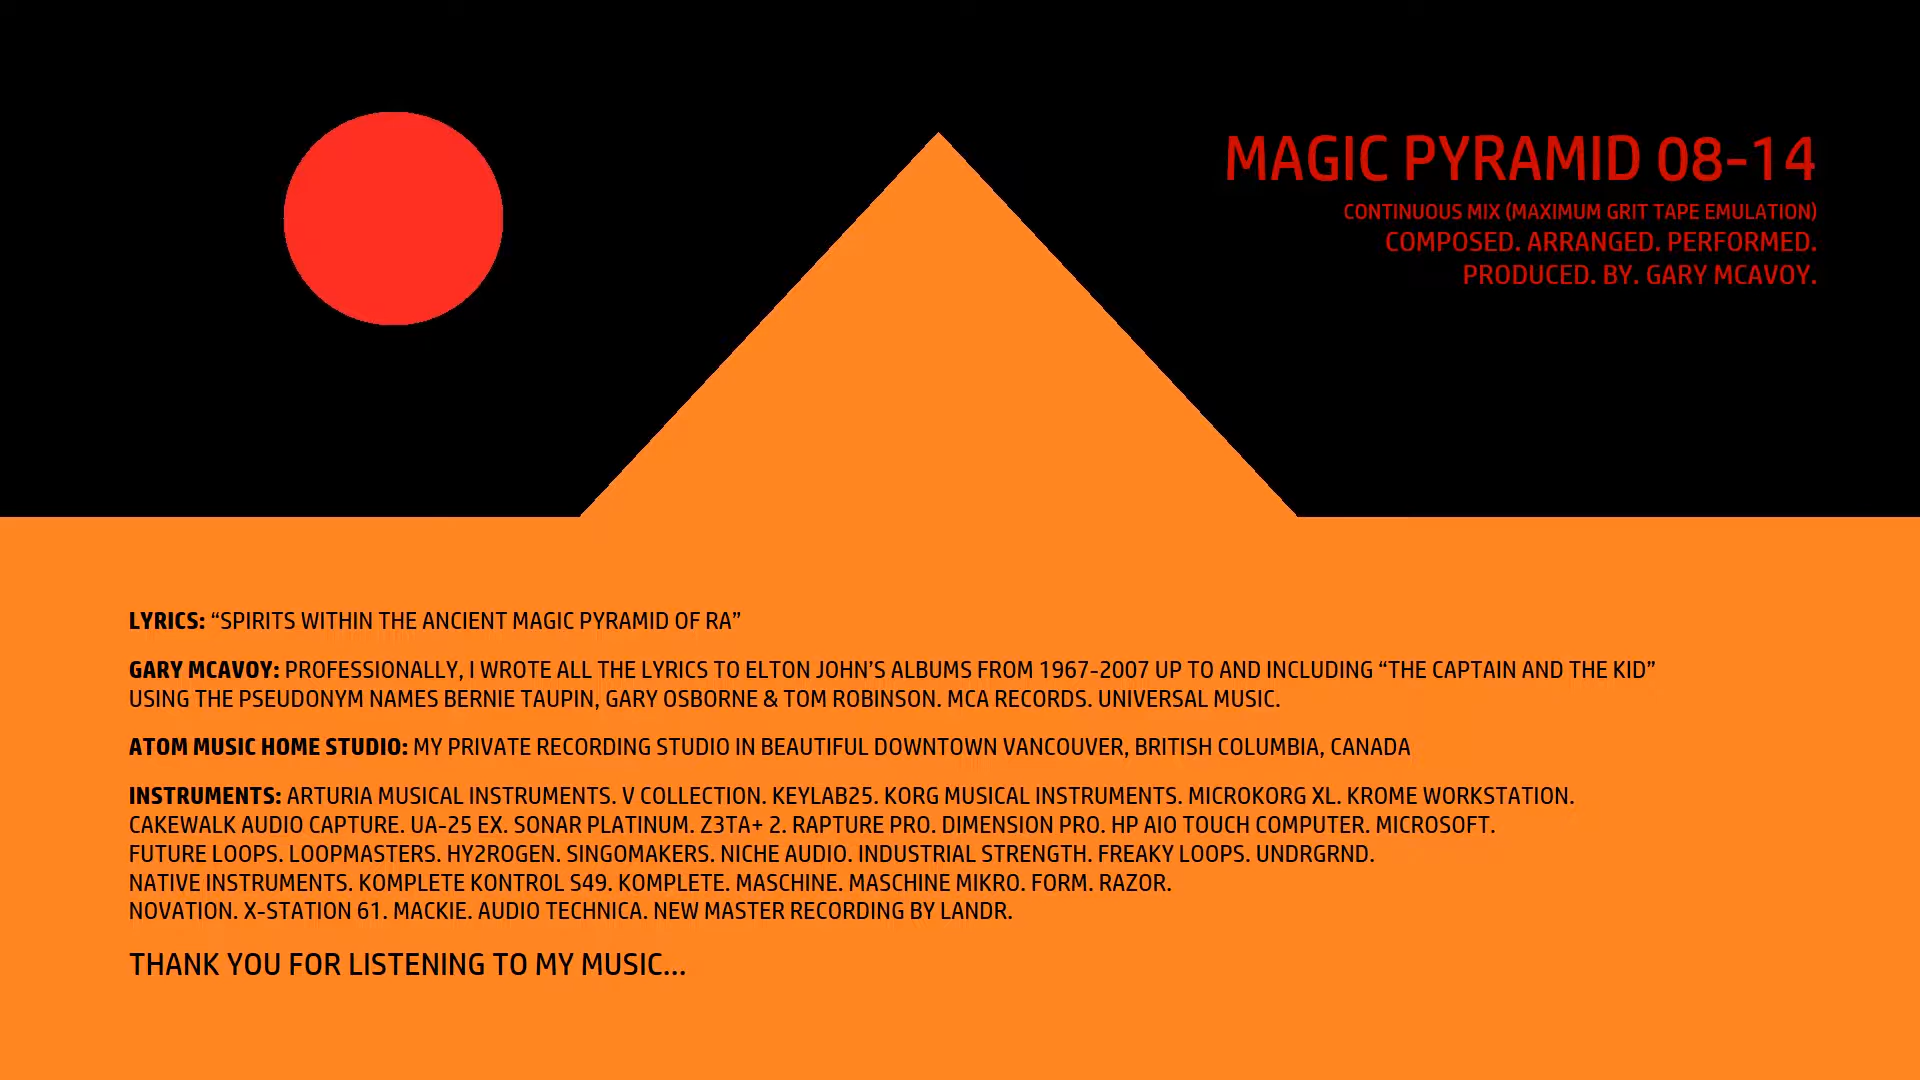 MAGIC PYRAMID 08-14
CONTINUOUS MIX (MAXIMUM GRIT TAPE EMULATION)
COMPOSED. ARRANGED. PERFORMED.
PRODUCED. BY. GARY MCAVOY.
LYRICS: “SPIRITS WITHIN THE ANCIENT MAGIC PYRAMID OF RA”
GARY MCAVOY: PROFESSIONALLY, I WROTE ALL THE LYRICS TO ELTON JOHN’S ALBUMS FROM 1967-2007 UP TO AND INCLUDING “THE CAPTAIN AND THE KID”
USING THE PSEUDONYM NAMES BERNIE TAUPIN, GARY OSBORNE & TOM ROBINSON. MCA RECORDS. UNIVERSAL MUSIC.
ATOM MUSIC HOME STUDIO: MY PRIVATE RECORDING STUDIO IN BEAUTIFUL DOWNTOWN VANCOUVER, BRITISH COLUMBIA, CANADA
INSTRUMENTS: ARTURIA MUSICAL INSTRUMENTS. V COLLECTION. KEYLAB25. KORG MUSICAL INSTRUMENTS. MICROKORG XL. KROME WORKSTATION.
CAKEWALK AUDIO CAPTURE. UA-25 EX. SONAR PLATINUM. Z3TA+ 2. RAPTURE PRO. DIMENSION PRO. HP AIO TOUCH COMPUTER. MICROSOFT.
FUTURE LOOPS. LOOPMASTERS. HY2ROGEN. SINGOMAKERS. NICHE AUDIO. INDUSTRIAL STRENGTH. FREAKY LOOPS. UNDRGRND.
NATIVE INSTRUMENTS. KOMPLETE KONTROL S49. KOMPLETE. MASCHINE. MASCHINE MIKRO. FORM. RAZOR.
NOVATION. X-STATION 61. MACKIE. AUDIO TECHNICA. NEW MASTER RECORDING BY LANDR.
THANK YOU FOR LISTENING TO MY MUSIC...